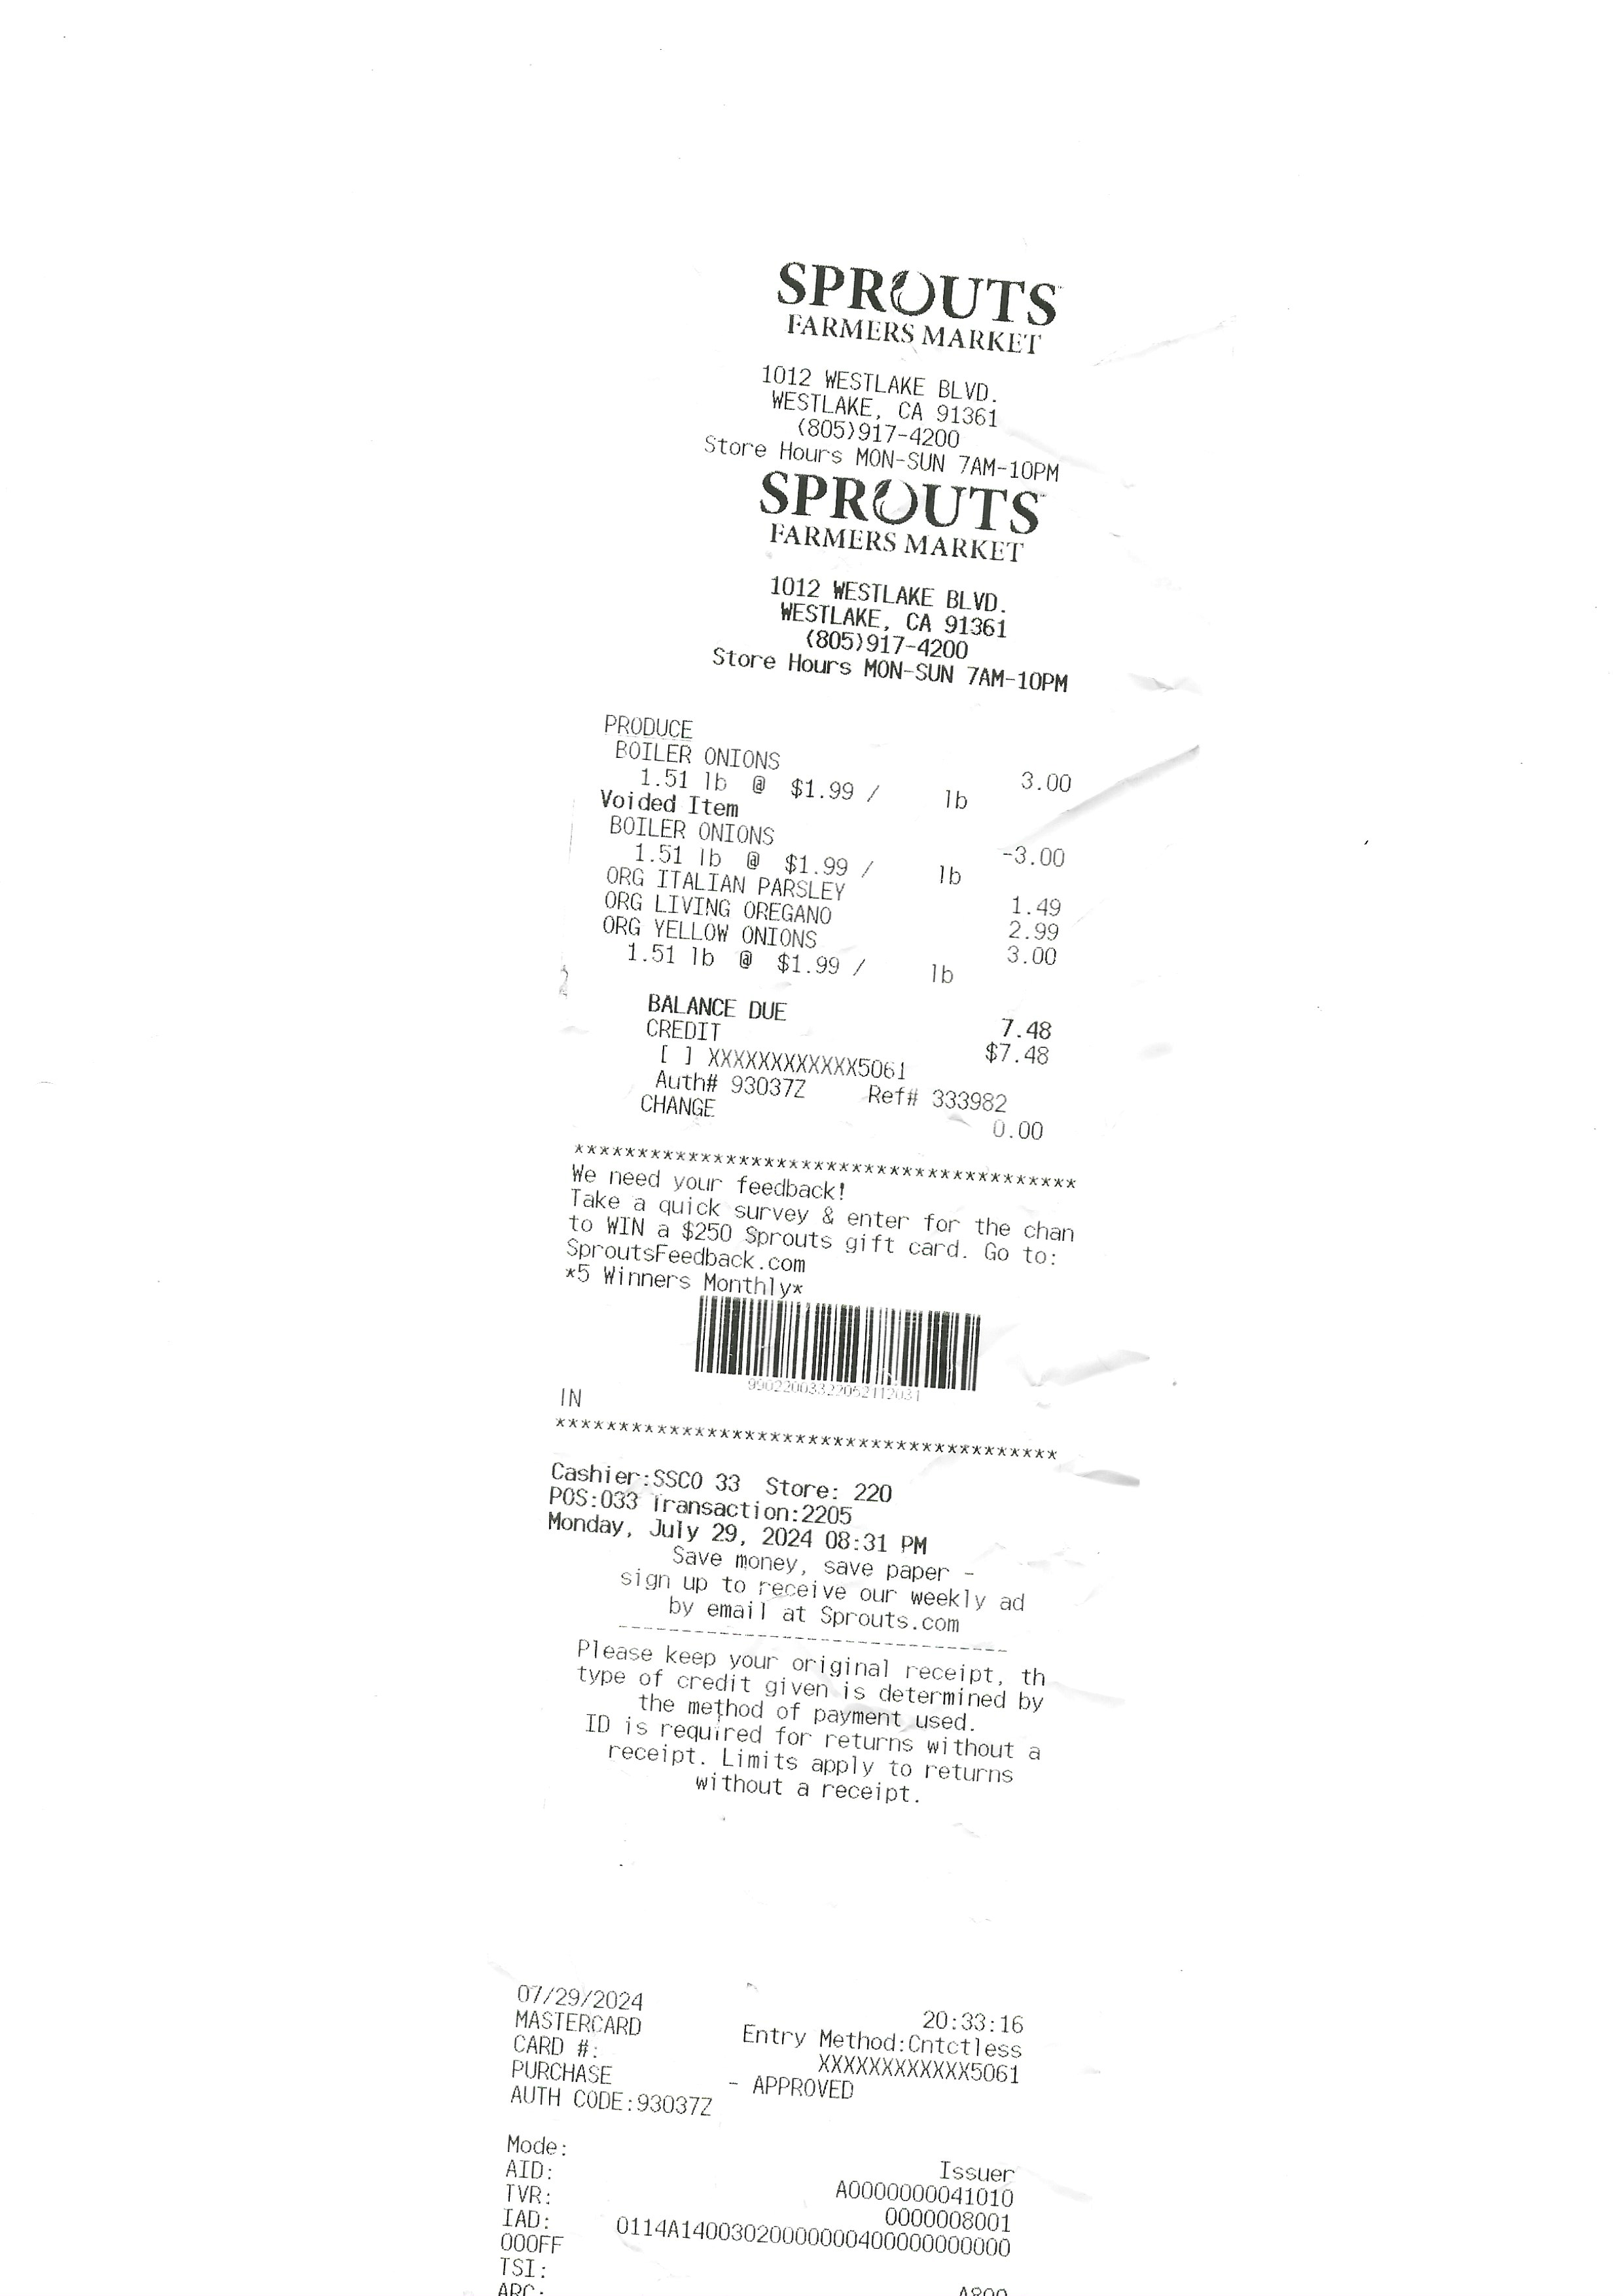 SPROUTS
FARMERS MARKET
1012 WESTLAKE BLVD.
WESTLAKE, CA 91361
(805)917-4200
Store Hours MON-SUN 7AM-10PM
SPROUTS
FARMERS MARKET
1012 WESTLAKE BLVD.
WESTLAKE, CA 91361
(805)917-4200
Store Hours MON-SUN 7AM-10PM
PRODUCE
BOILER ONIONS 3.00
1.51 lb @ $1.99 / lb
Voided Item
BOILER ONIONS -3.00
1.51 lb @ $1.99 / lb
ORG ITALIAN PARSLEY 1.49
ORG LIVING OREGANO 2.99
ORG YELLOW ONIONS 3.00
1.51 lb @ $1.99 / lb
BALANCE DUE 7.48
CREDIT $7.48
[ ] XXXXXXXXXXXX5061
Auth# 93037Z Ref# 333982
CHANGE 0.00
****************************************
We need your feedback!
Take a quick survey & enter for the chan
to WIN a $250 Sprouts gift card. Go to:
SproutsFeedback.com
*5 Winners Monthly*
99022003322052112031
IN
****************************************
Cashier:SSCO 33 Store: 220
POS:033 Transaction:2205
Monday, July 29, 2024 08:31 PM
Save money, save paper -
sign up to receive our weekly ad
by email at Sprouts.com
-------------------------------
Please keep your original receipt, th
type of credit given is determined by
the method of payment used.
ID is required for returns without a
receipt. Limits apply to returns
without a receipt.
07/29/2024 20:33:16
MASTERCARD Entry Method:Cntctless
CARD #: XXXXXXXXXXXX5061
PURCHASE - APPROVED
AUTH CODE:93037Z
Mode: Issuer
AID: A0000000041010
TVR: 0000008001
IAD: 0114A14003020000000400000000000
000FF
TSI:
ARC: